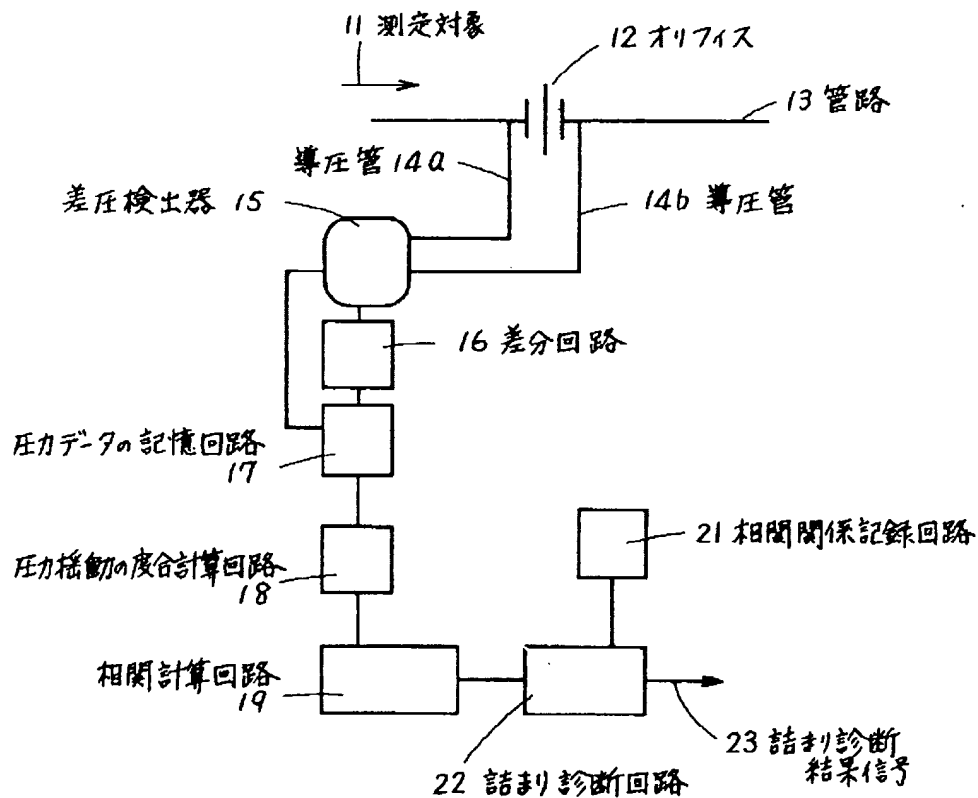 11 測定対象
12 オリフィス
13 管路
導圧管 14a
差圧検出器 15
14b 導圧管
16 差分回路
圧力データの記憶回路
17
21 相関関係記録回路
圧力揺動の度合計算回路
18
相関計算回路
19
23 詰まり診断
結果信号
22 詰まり診断回路